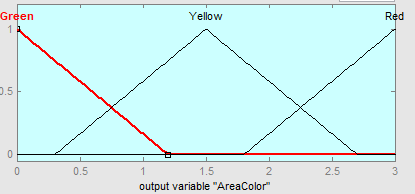 Green Yellow Red
1
0.5
0
0 0.5 1 1.5 2 2.5 3
output variable "AreaColor"